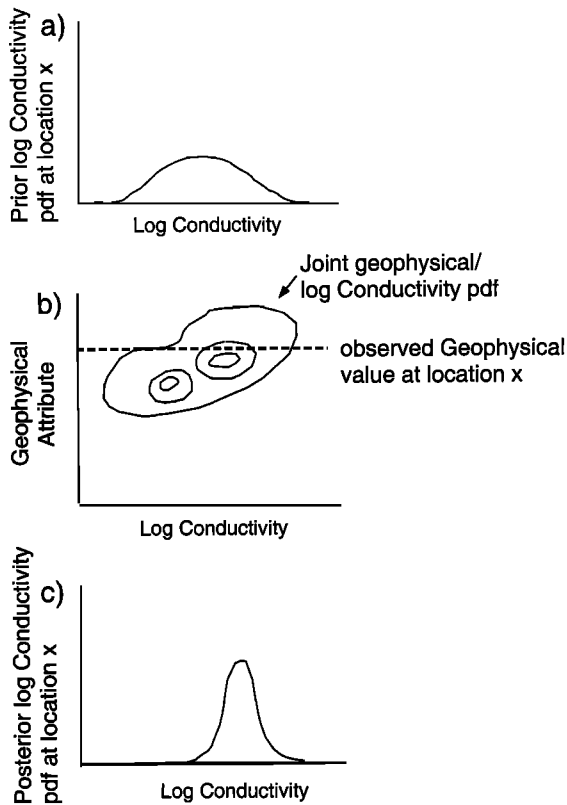 a)
Prior log Conductivity
pdf at location x
Log Conductivity
Joint geophysical/
log Conductivity pdf
b)
observed Geophysical
value at location x
Geophysical
Attribute
Log Conductivity
c)
Posterior log Conductivity
pdf at location x
Log Conductivity